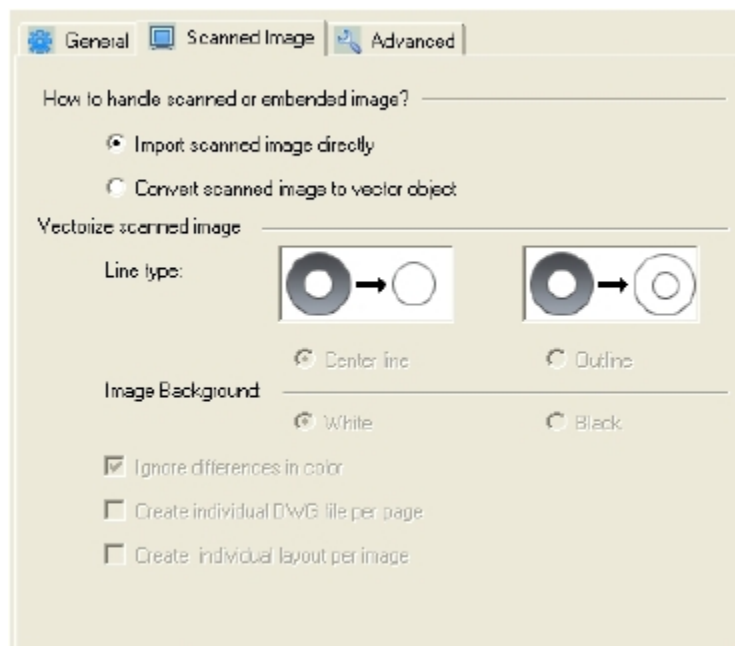 General Scanned Image Advanced
How to handle scanned or embended image?
Import scanned image directly
Convert scanned image to vector object
Vectorize scanned image
Line type:
Center line Outline
Image Background:
White Black
Ignore differences in color
Create individual DWG file per page
Create individual layout per image